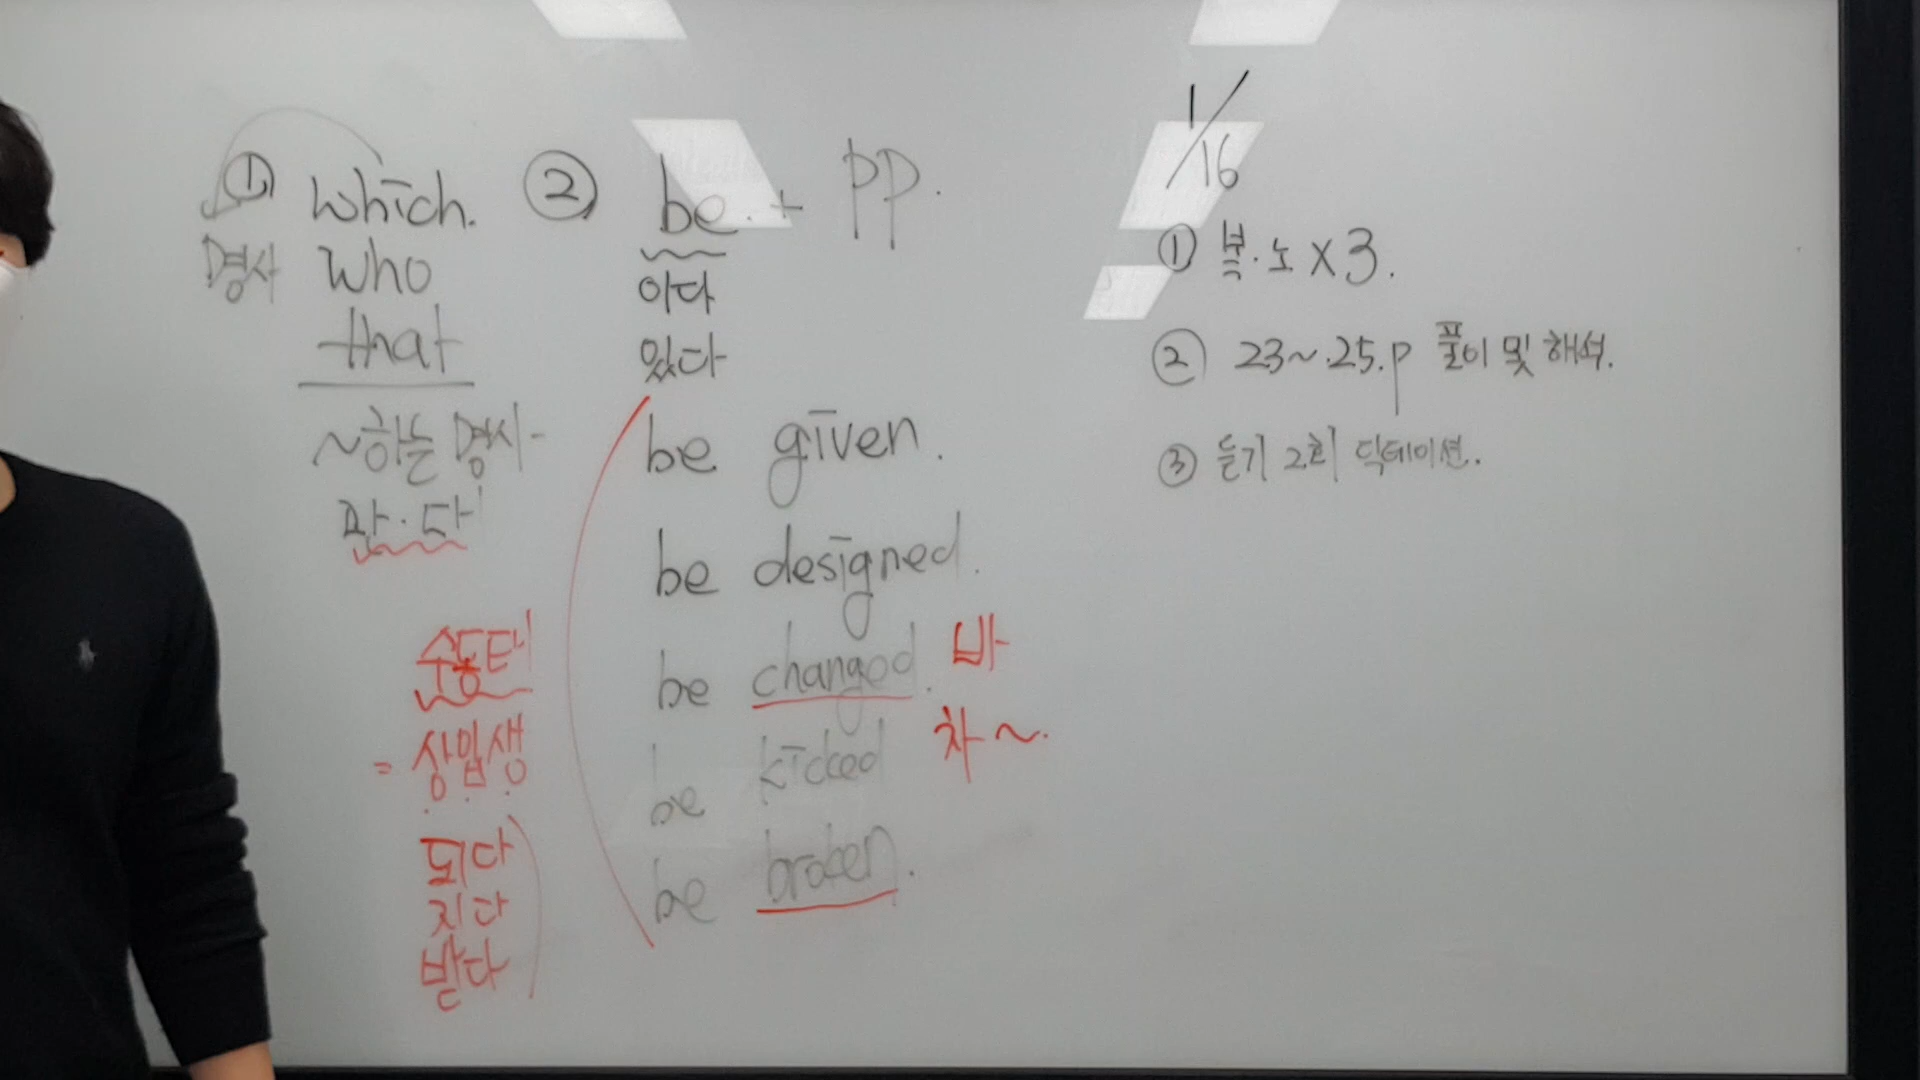 ① which.
명사 who
that
~하는 명사
관·대
② be + PP.
이다
있다
be given.
be designed.
be changed. 바
be kicked 차~.
be broken.
수동태
= 상입생
되다
지다
받다
1/16
① 복·노 x 3.
② 23~25.p 풀이 및 해석.
③ 듣기 2회 딕테이션.